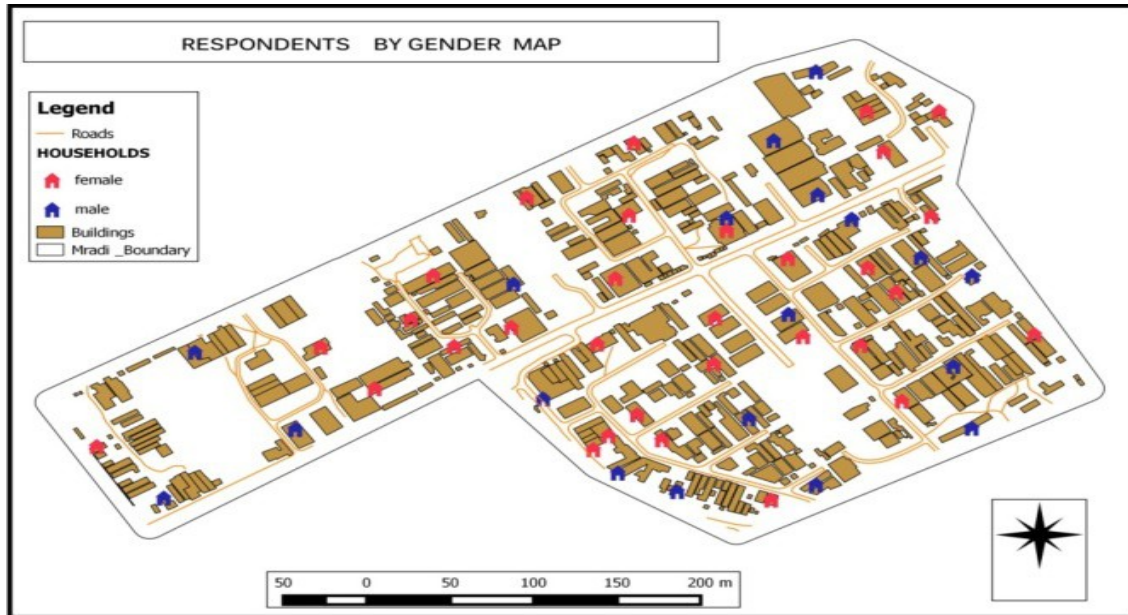 RESPONDENTS BY GENDER MAP
Legend
Roads
HOUSEHOLDS
female
male
Buildings
Mradi _Boundary
50 0 50 100 150 200 m